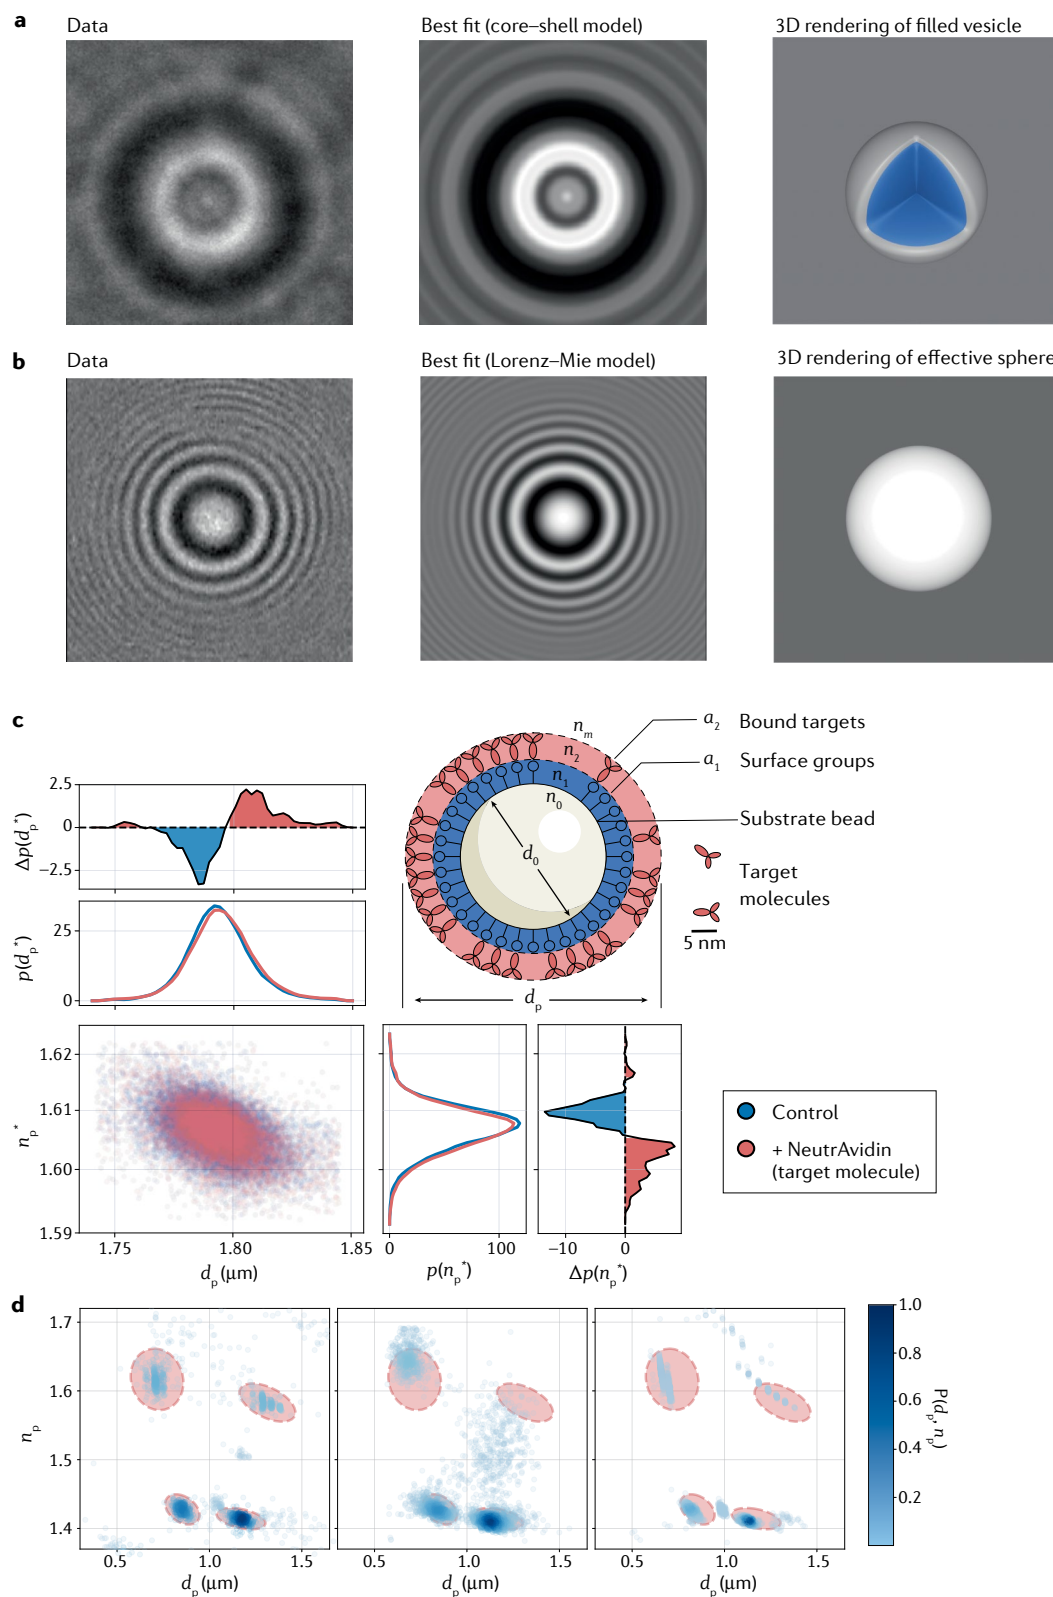 a
Data
Best fit (core–shell model)
3D rendering of filled vesicle
b
Data
Best fit (Lorenz–Mie model)
3D rendering of effective sphere
c
2.5
0
−2.5
Δp(d_p*)
25
0
p(d_p*)
n_m
n_2
n_1
n_0
d_0
d_p
a_2 Bound targets
a_1 Surface groups
Substrate bead
Target
molecules
5 nm
1.62
1.61
1.60
1.59
n_p*
1.75
1.80
1.85
d_p (μm)
0
100
p(n_p*)
−10
0
Δp(n_p*)
Control
+ NeutrAvidin
(target molecule)
d
1.7
1.6
1.5
1.4
n_p
0.5
1.0
1.5
d_p (μm)
0.5
1.0
1.5
d_p (μm)
0.5
1.0
1.5
d_p (μm)
1.0
0.8
0.6
0.4
0.2
P(d_p, n_p)